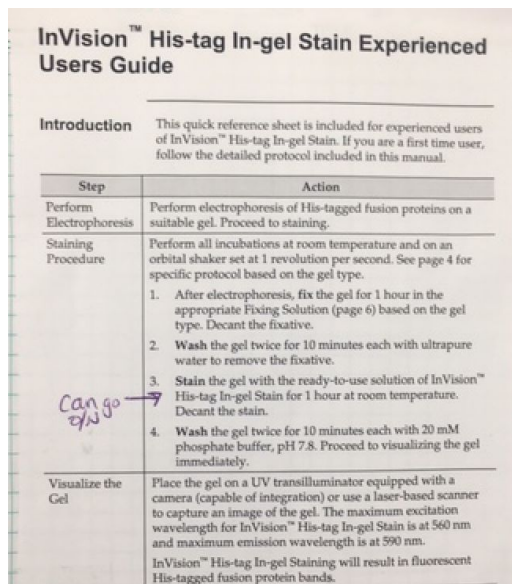 InVision™ His-tag In-gel Stain Experienced
Users Guide
Introduction
This quick reference sheet is included for experienced users
of InVision™ His-tag In-gel Stain. If you are a first time user,
follow the detailed protocol included in this manual.
Step
Action
Perform
Electrophoresis
Perform electrophoresis of His-tagged fusion proteins on a
suitable gel. Proceed to staining.
Staining
Procedure
Perform all incubations at room temperature and on an
orbital shaker set at 1 revolution per second. See page 4 for
specific protocol based on the gel type.
1. After electrophoresis, fix the gel for 1 hour in the
appropriate Fixing Solution (page 6) based on the gel
type. Decant the fixative.
2. Wash the gel twice for 10 minutes each with ultrapure
water to remove the fixative.
Can go
O/N
3. Stain the gel with the ready-to-use solution of InVision™
His-tag In-gel Stain for 1 hour at room temperature.
Decant the stain.
4. Wash the gel twice for 10 minutes each with 20 mM
phosphate buffer, pH 7.8. Proceed to visualizing the gel
immediately.
Visualize the
Gel
Place the gel on a UV transilluminator equipped with a
camera (capable of integration) or use a laser-based scanner
to capture an image of the gel. The maximum excitation
wavelength for InVision™ His-tag In-gel Stain is at 560 nm
and maximum emission wavelength is at 590 nm.
InVision™ His-tag In-gel Staining will result in fluorescent
His-tagged fusion protein bands.